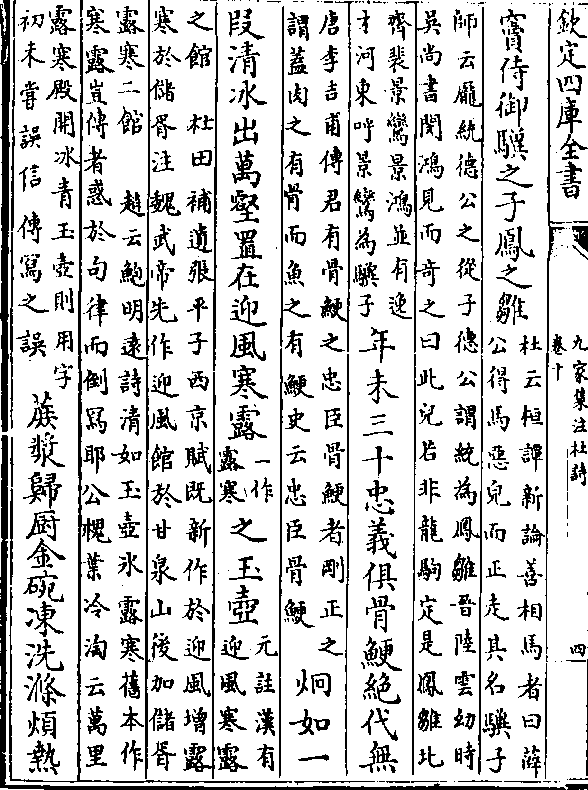 欽定四庫全書
九家集注杜詩
卷十
四
竇侍御驥之子鳳之雛
杜云桓譚新論善相馬者曰薛
公得馬惡兒而正走其名驥子
師云龐統德公之從子德公謂統為鳳雛晉陸雲幼時
吳尚書閔鴻見而奇之曰此兒若非龍駒定是鳳雛北
齊裴景鸞景鴻並有逸
才河東呼景鸞為驥子
年未三十忠義俱骨鯁絕代無
唐李吉甫傳君有骨鯁之忠臣骨鯁者剛正之
謂蓋肉之有骨而魚之有鯁史云忠臣骨鯁
炯如一
段清冰出萬壑置在迎風寒露
一作
露寒
之玉壺
元註漢有
迎風寒露
之館 杜田補遺張平子西京賦既新作於迎風增露
寒於儲胥注魏武帝先作迎風館於甘泉山後加儲胥
露寒二館 趙云鮑明遠詩清如玉壺氷露寒舊本作
寒露豈傳者惑於句律而倒寫耶公槐葉冷淘云萬里
露寒殿開冰青玉壺則用字
初未嘗誤信傳寫之誤
蔗漿歸厨金碗凍洗滌煩熱